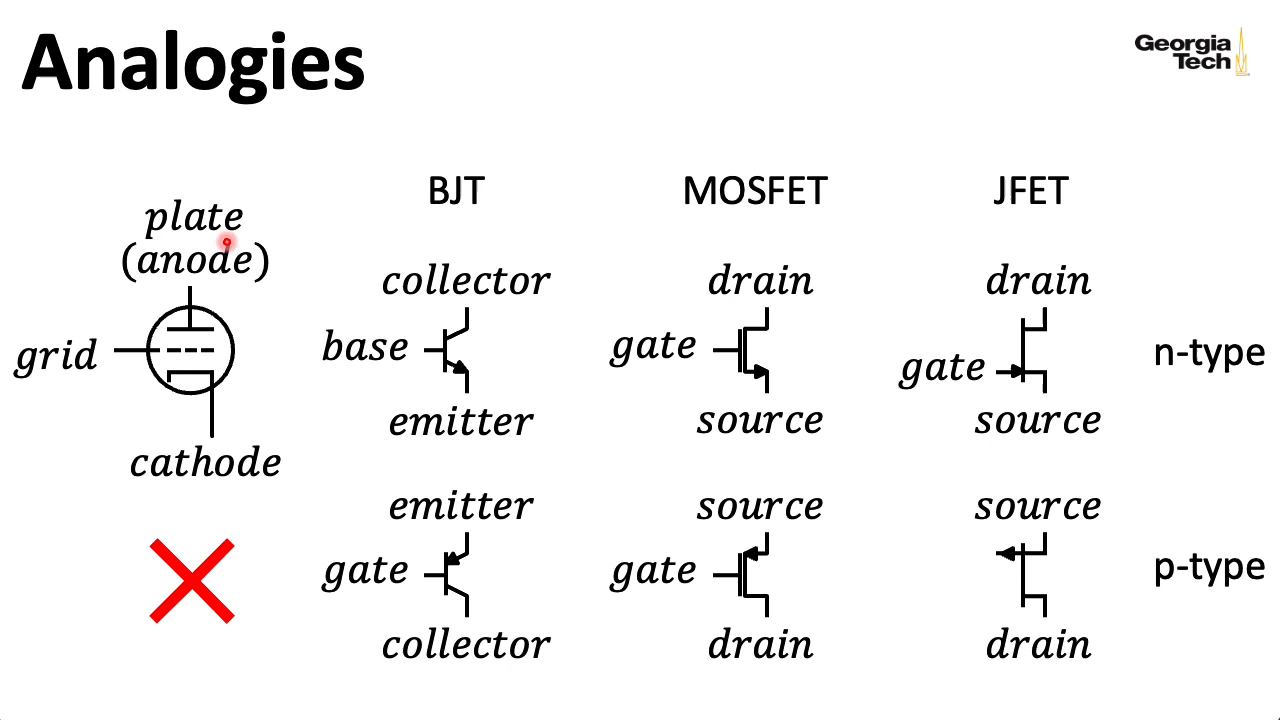 Analogies
Georgia
Tech
BJT MOSFET JFET
plate
(anode)
collector drain drain
grid base gate gate n-type
emitter source source
cathode
emitter source source
gate gate p-type
collector drain drain